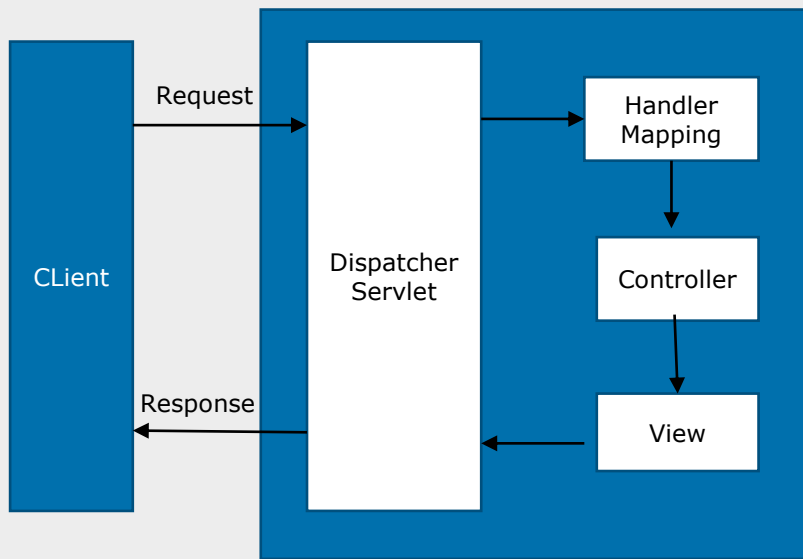 Request
Handler
Mapping
CLient
Dispatcher
Servlet
Controller
Response
View